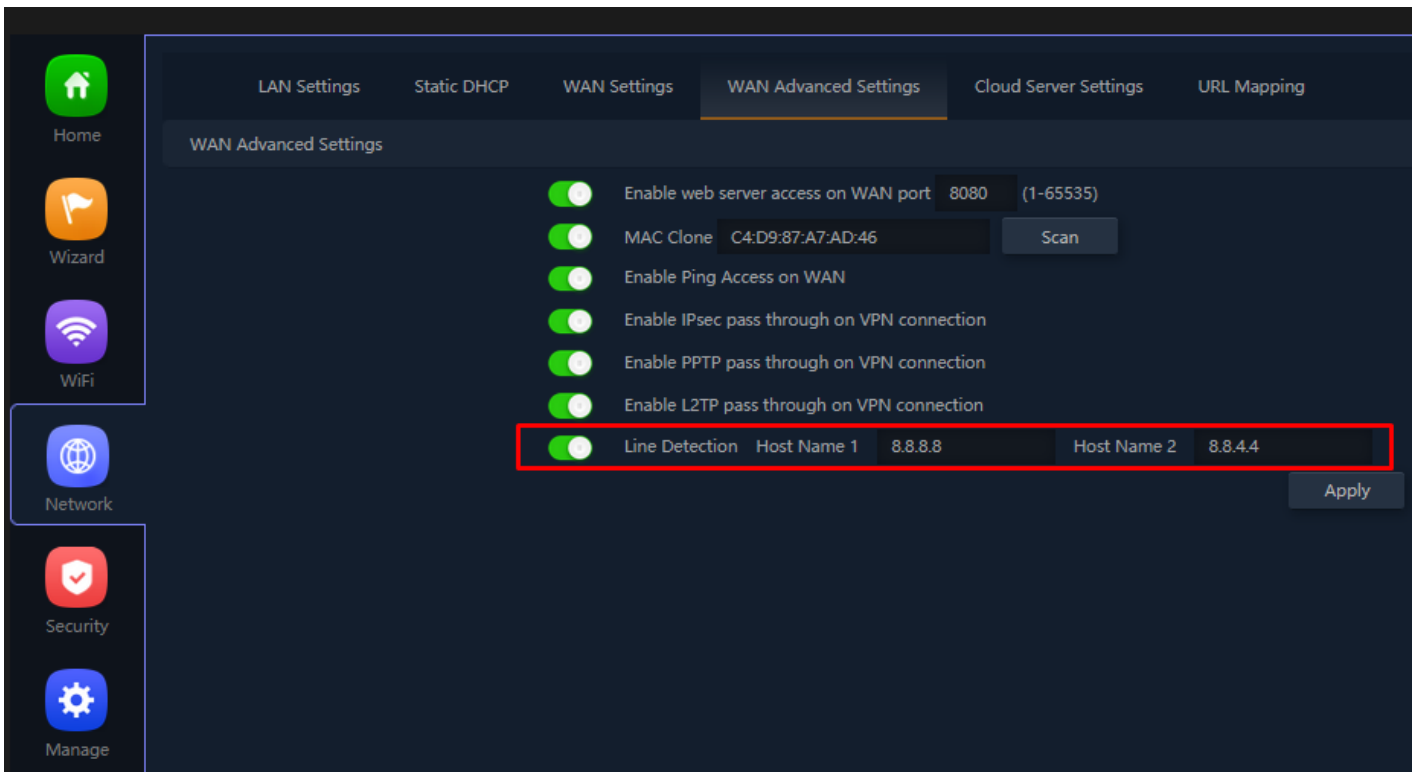 LAN Settings Static DHCP WAN Settings WAN Advanced Settings Cloud Server Settings URL Mapping
WAN Advanced Settings
Home
Wizard
WiFi
Network
Security
Manage
Enable web server access on WAN port 8080 (1-65535)
MAC Clone C4:D9:87:A7:AD:46 Scan
Enable Ping Access on WAN
Enable IPsec pass through on VPN connection
Enable PPTP pass through on VPN connection
Enable L2TP pass through on VPN connection
Line Detection Host Name 1 8.8.8.8 Host Name 2 8.8.4.4
Apply